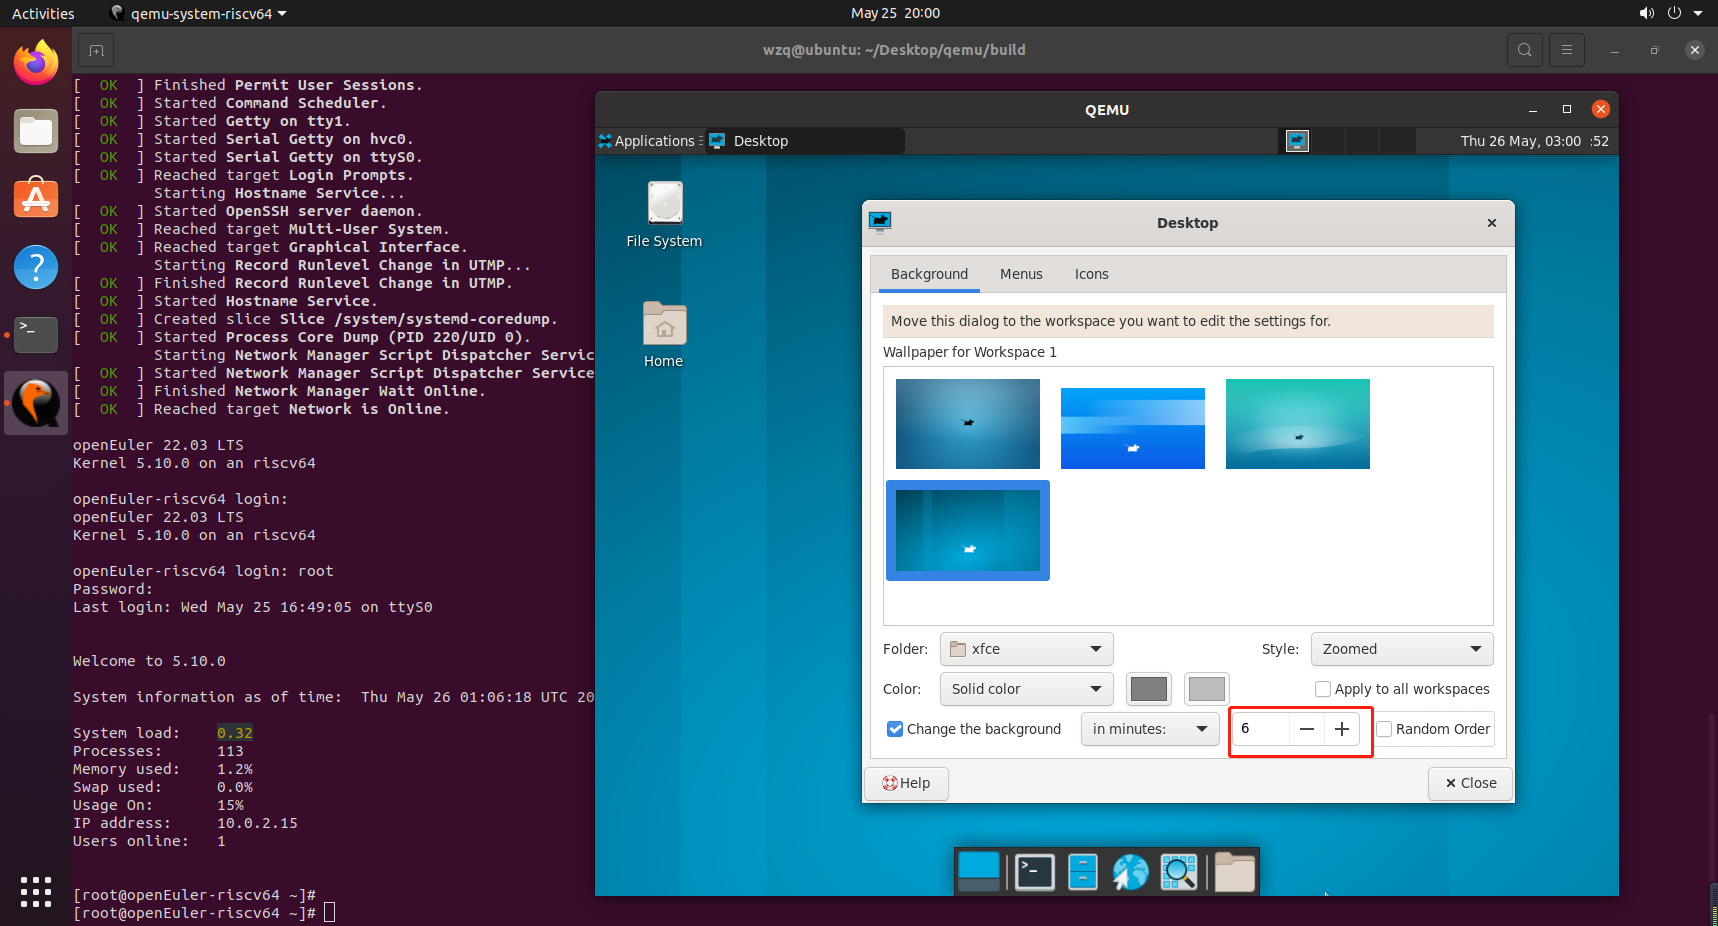 Activities
qemu-system-riscv64
May 25 20:00
wzq@ubuntu: ~/Desktop/qemu/build
[ OK ] Finished Permit User Sessions.
[ OK ] Started Command Scheduler.
[ OK ] Started Getty on tty1.
[ OK ] Started Serial Getty on hvc0.
[ OK ] Started Serial Getty on ttyS0.
[ OK ] Reached target Login Prompts.
Starting Hostname Service...
[ OK ] Started OpenSSH server daemon.
[ OK ] Reached target Multi-User System.
[ OK ] Reached target Graphical Interface.
Starting Record Runlevel Change in UTMP...
[ OK ] Finished Record Runlevel Change in UTMP.
[ OK ] Started Hostname Service.
[ OK ] Created slice Slice /system/systemd-coredump.
[ OK ] Started Process Core Dump (PID 220/UID 0).
Starting Network Manager Script Dispatcher Servic
[ OK ] Started Network Manager Script Dispatcher Service
[ OK ] Finished Network Manager Wait Online.
[ OK ] Reached target Network is Online.
openEuler 22.03 LTS
Kernel 5.10.0 on an riscv64
openEuler-riscv64 login:
openEuler 22.03 LTS
Kernel 5.10.0 on an riscv64
openEuler-riscv64 login: root
Password:
Last login: Wed May 25 16:49:05 on ttyS0
Welcome to 5.10.0
System information as of time: Thu May 26 01:06:18 UTC 20
System load: 0.32
Processes: 113
Memory used: 1.2%
Swap used: 0.0%
Usage On: 15%
IP address: 10.0.2.15
Users online: 1
[root@openEuler-riscv64 ~]#
[root@openEuler-riscv64 ~]#
QEMU
Applications
Desktop
Thu 26 May, 03:00 :52
File System
Home
Desktop
Background
Menus
Icons
Move this dialog to the workspace you want to edit the settings for.
Wallpaper for Workspace 1
Folder: xfce
Style: Zoomed
Color: Solid color
Apply to all workspaces
Change the background
in minutes:
6
Random Order
Help
Close